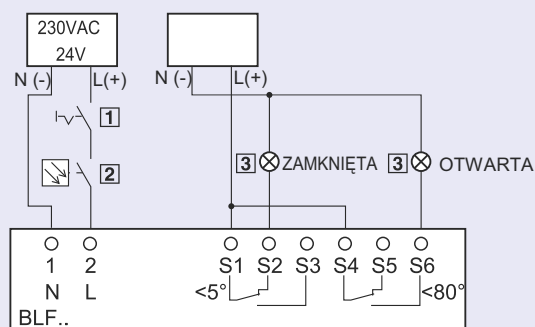 230VAC
24V
N (-) L(+) N (-) L(+)
1
2
3 ZAMKNIĘTA 3 OTWARTA
1 2 S1 S2 S3 S4 S5 S6
N L <5° <80°
BLF..